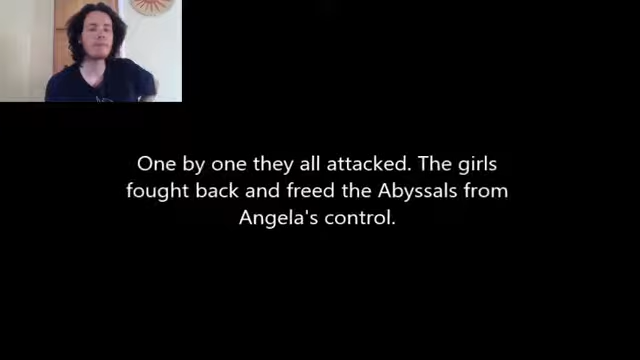 One by one they all attacked. The girls
fought back and freed the Abyssals from
Angela's control.